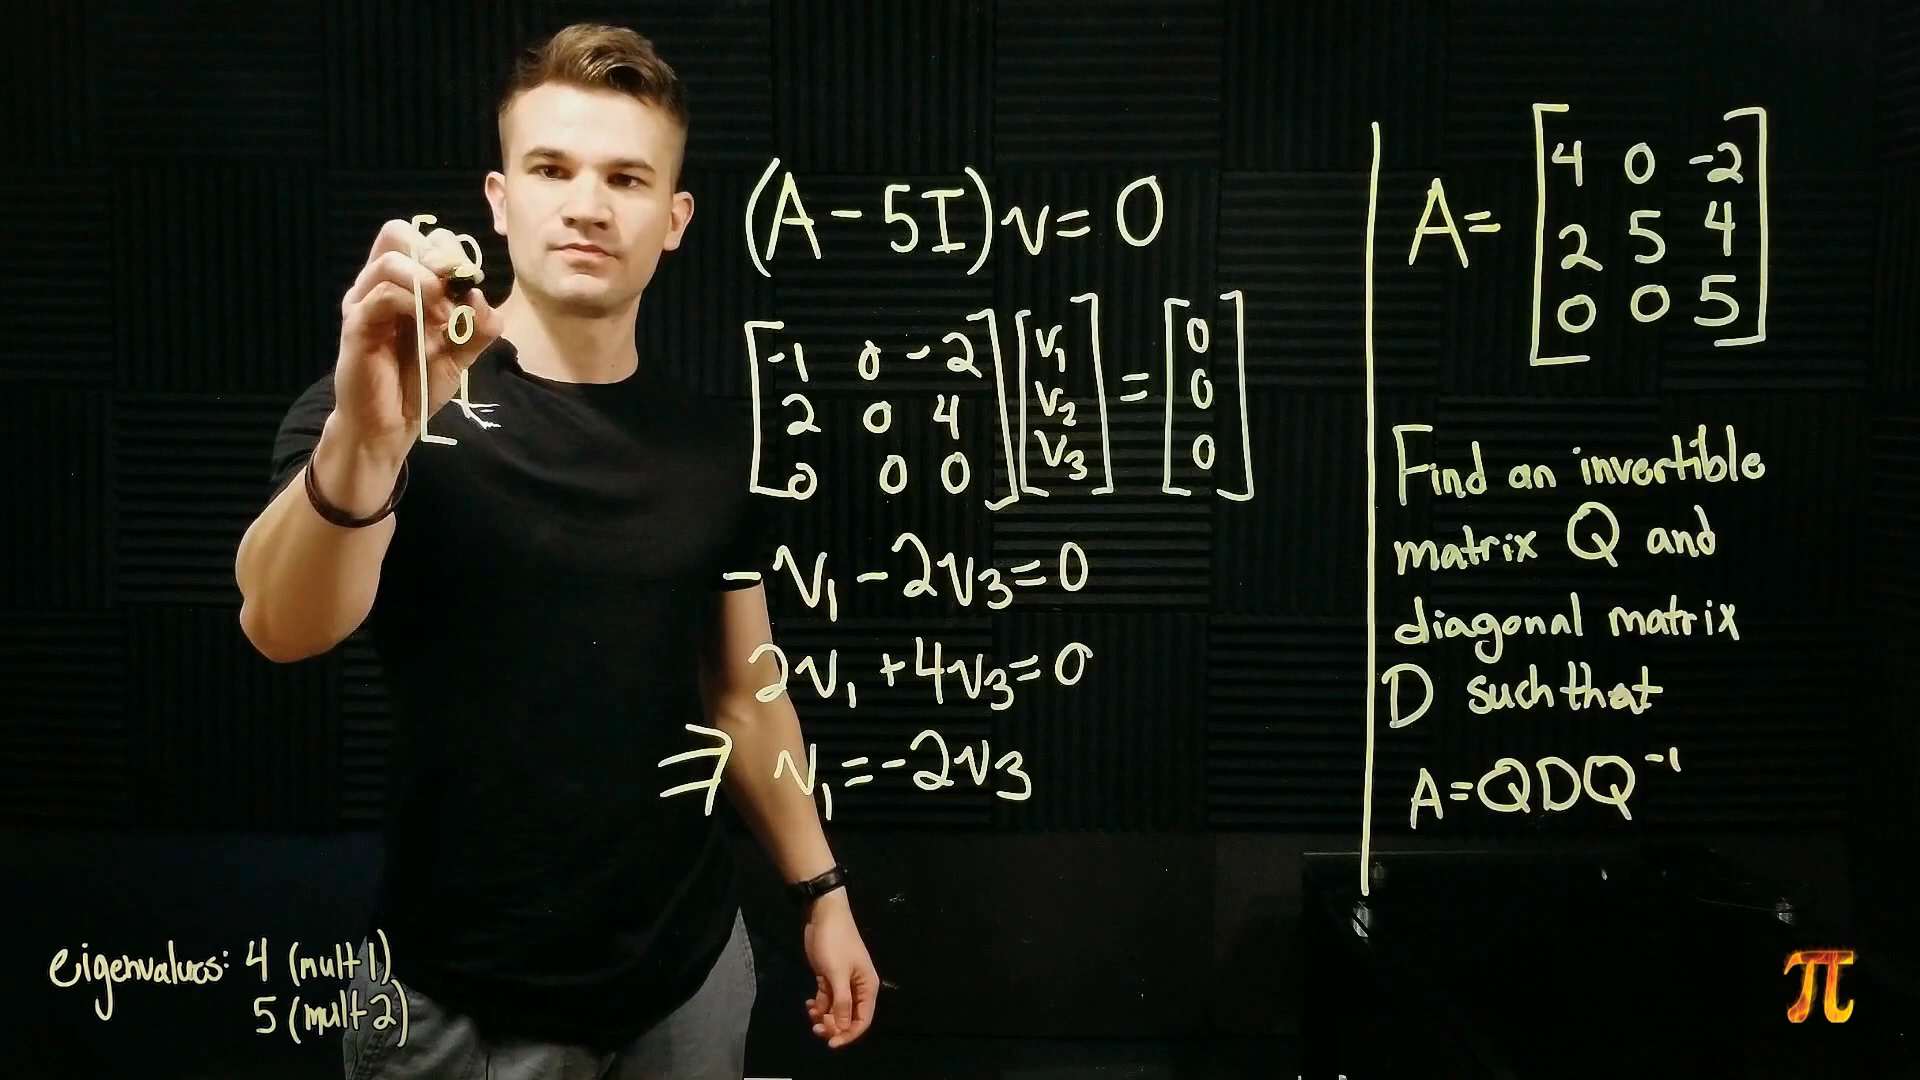 (A - 5I)v = 0
[-1 0 -2] [v₁] = [0]
[2 0 4] [v₂] [0]
[0 0 0] [v₃] [0]
-v₁ - 2v₃ = 0
2v₁ + 4v₃ = 0
⇒ v₁ = -2v₃
0
1
eigenvalues: 4 (mult 1)
5 (mult 2)
A = [4 0 -2]
[2 5 4]
[0 0 5]
Find an invertible
matrix Q and
diagonal matrix
D such that
A = QDQ⁻¹
π